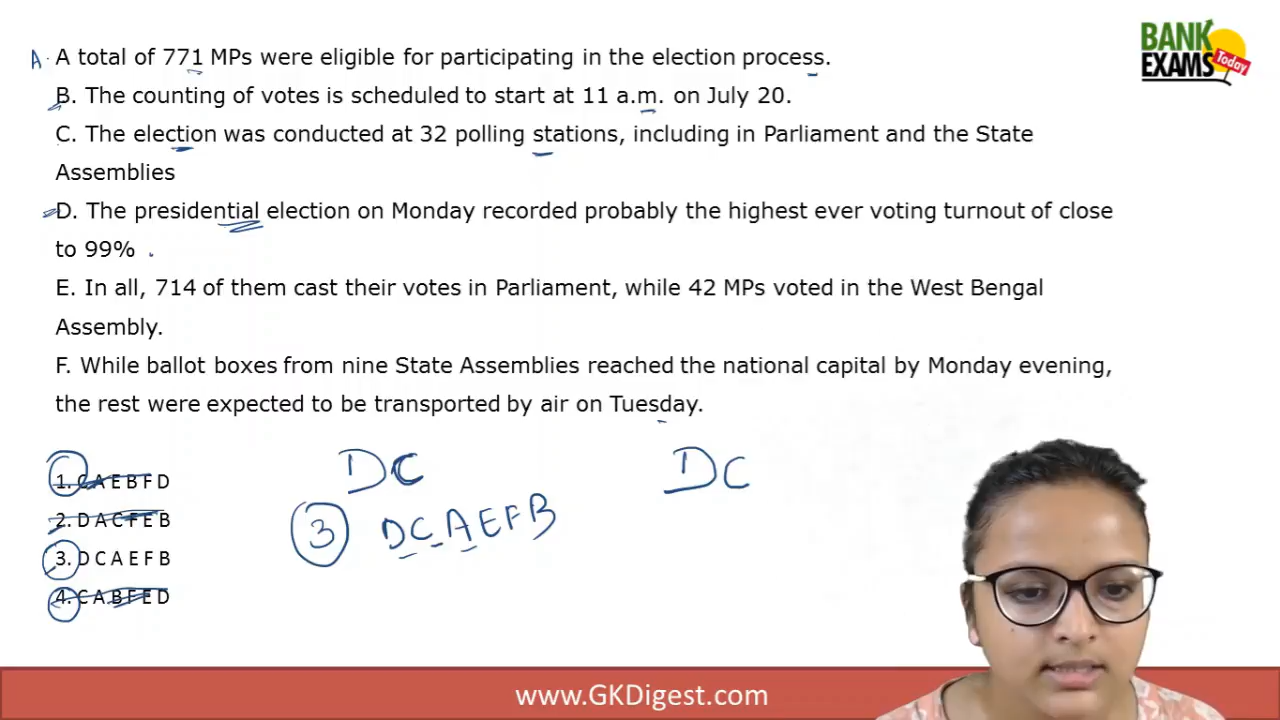 BANK
EXAMS Today
A. A total of 771 MPs were eligible for participating in the election process.
B. The counting of votes is scheduled to start at 11 a.m. on July 20.
C. The election was conducted at 32 polling stations, including in Parliament and the State
Assemblies
D. The presidential election on Monday recorded probably the highest ever voting turnout of close
to 99% .
E. In all, 714 of them cast their votes in Parliament, while 42 MPs voted in the West Bengal
Assembly.
F. While ballot boxes from nine State Assemblies reached the national capital by Monday evening,
the rest were expected to be transported by air on Tuesday.
1. C A E B F D
2. D A C F E B
3. D C A E F B
4. C A B F E D
DC
3 DCAEFB
DC
www.GKDigest.com